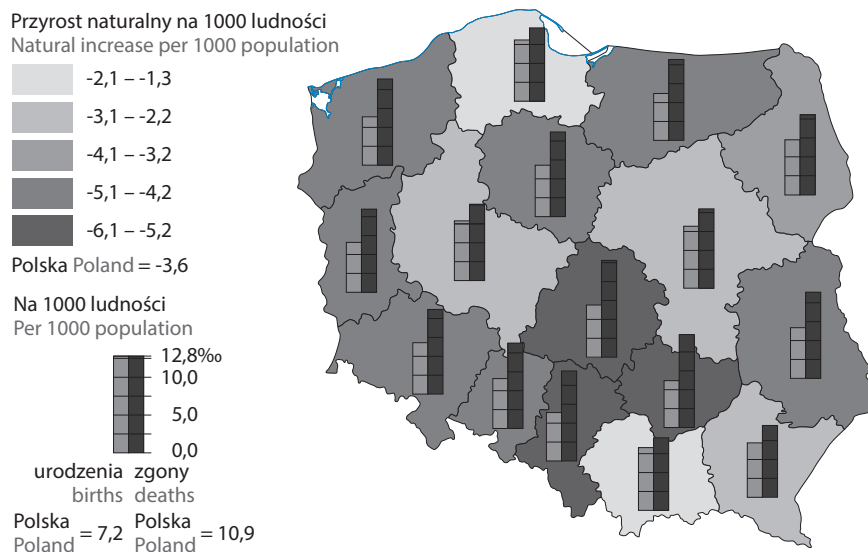 Przyrost naturalny na 1000 ludności
Natural increase per 1000 population
-2,1 – -1,3
-3,1 – -2,2
-4,1 – -3,2
-5,1 – -4,2
-6,1 – -5,2
Polska Poland = -3,6
Na 1000 ludności
Per 1000 population
12,8‰
10,0
5,0
0,0
urodzenia zgony
births deaths
Polska Poland = 7,2 Polska Poland = 10,9